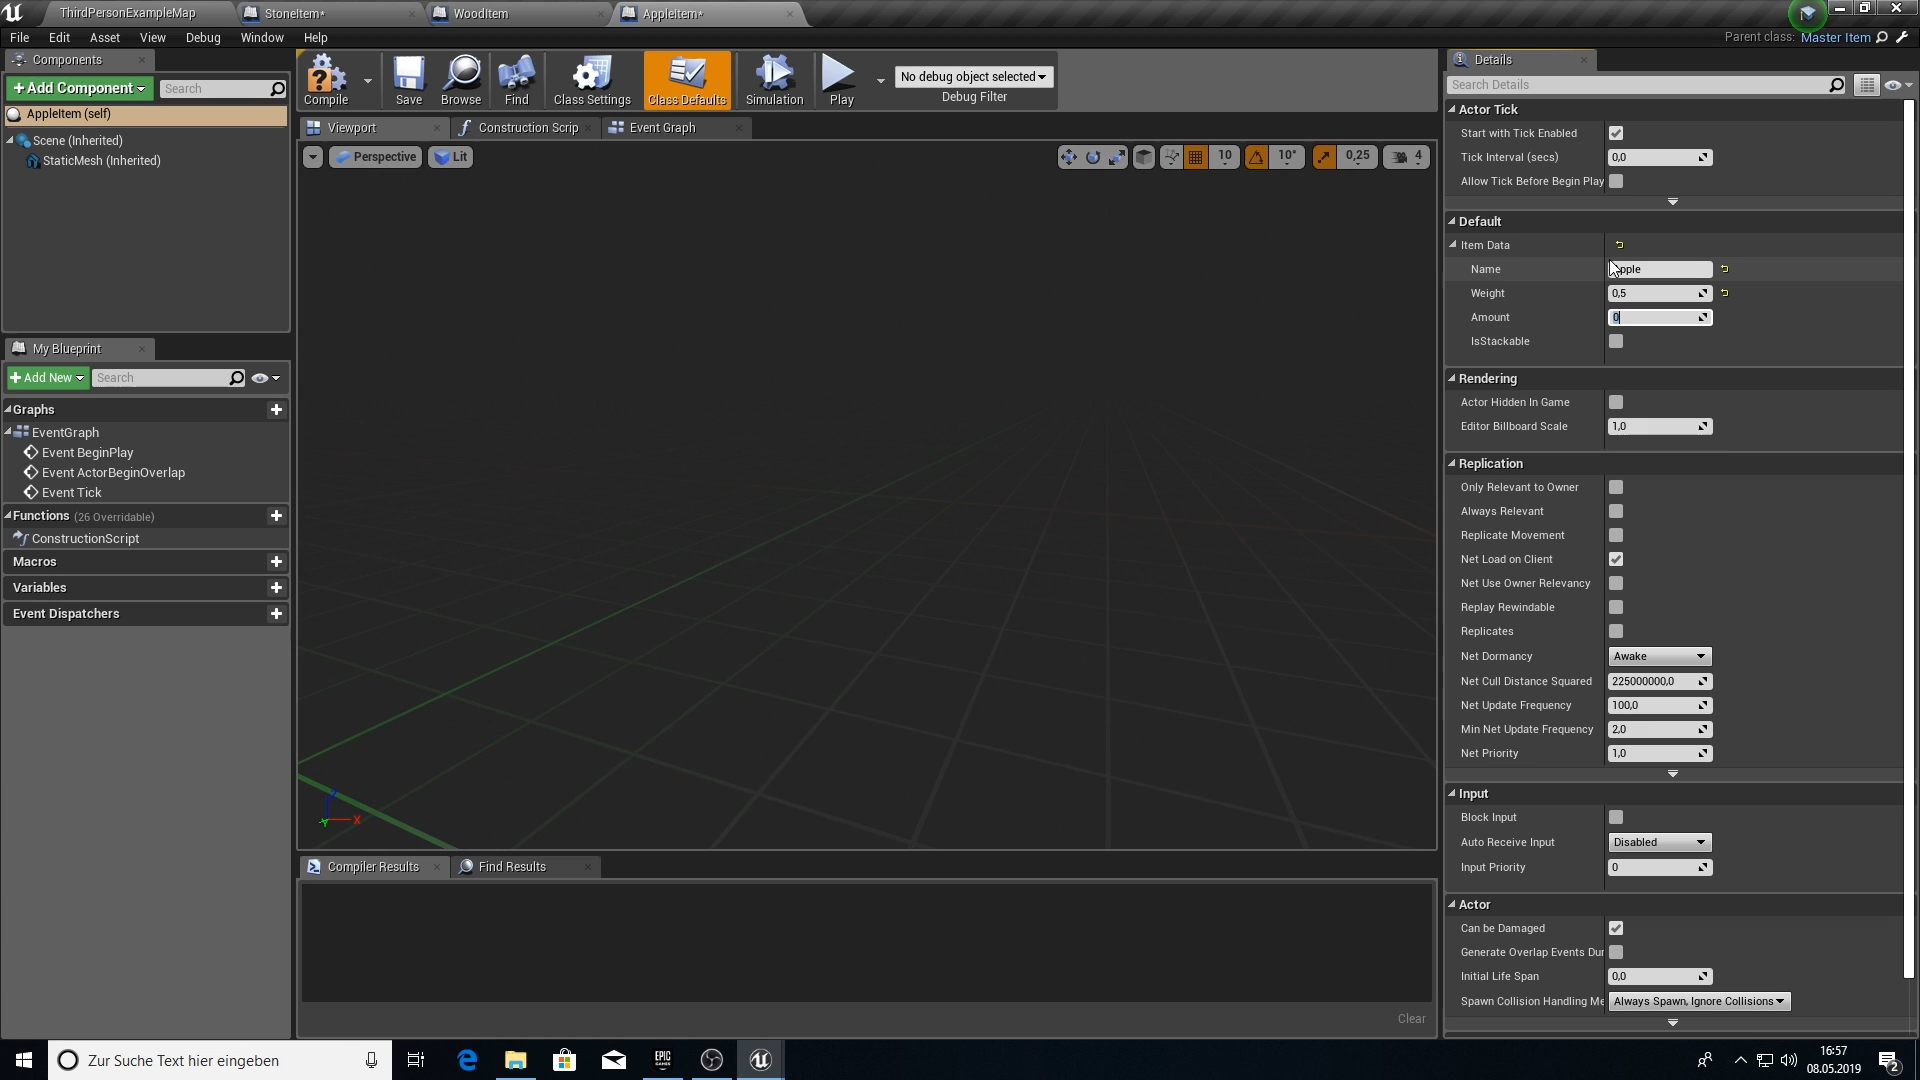 ThirdPersonExampleMap
StoneItem*
WoodItem
AppleItem*
File Edit Asset View Debug Window Help
Parent class: Master Item
Components
+Add Component
Search
AppleItem (self)
Scene (Inherited)
StaticMesh (Inherited)
My Blueprint
+Add New
Search
Graphs
EventGraph
Event BeginPlay
Event ActorBeginOverlap
Event Tick
Functions (26 Overridable)
ConstructionScript
Macros
Variables
Event Dispatchers
Compile
Save
Browse
Find
Class Settings
Class Defaults
Simulation
Play
No debug object selected
Debug Filter
Viewport
Construction Scrip
Event Graph
Perspective
Lit
10
10°
0,25
4
Z
X
Y
Compiler Results
Find Results
Clear
Details
Search Details
Actor Tick
Start with Tick Enabled
Tick Interval (secs) 0,0
Allow Tick Before Begin Play
Default
Item Data
Name pple
Weight 0,5
Amount 0
IsStackable
Rendering
Actor Hidden In Game
Editor Billboard Scale 1,0
Replication
Only Relevant to Owner
Always Relevant
Replicate Movement
Net Load on Client
Net Use Owner Relevancy
Replay Rewindable
Replicates
Net Dormancy Awake
Net Cull Distance Squared 225000000,0
Net Update Frequency 100,0
Min Net Update Frequency 2,0
Net Priority 1,0
Input
Block Input
Auto Receive Input Disabled
Input Priority 0
Actor
Can be Damaged
Generate Overlap Events Dur
Initial Life Span 0,0
Spawn Collision Handling Me Always Spawn, Ignore Collisions
Zur Suche Text hier eingeben
EPIC
GAMES
16:57
08.05.2019
2